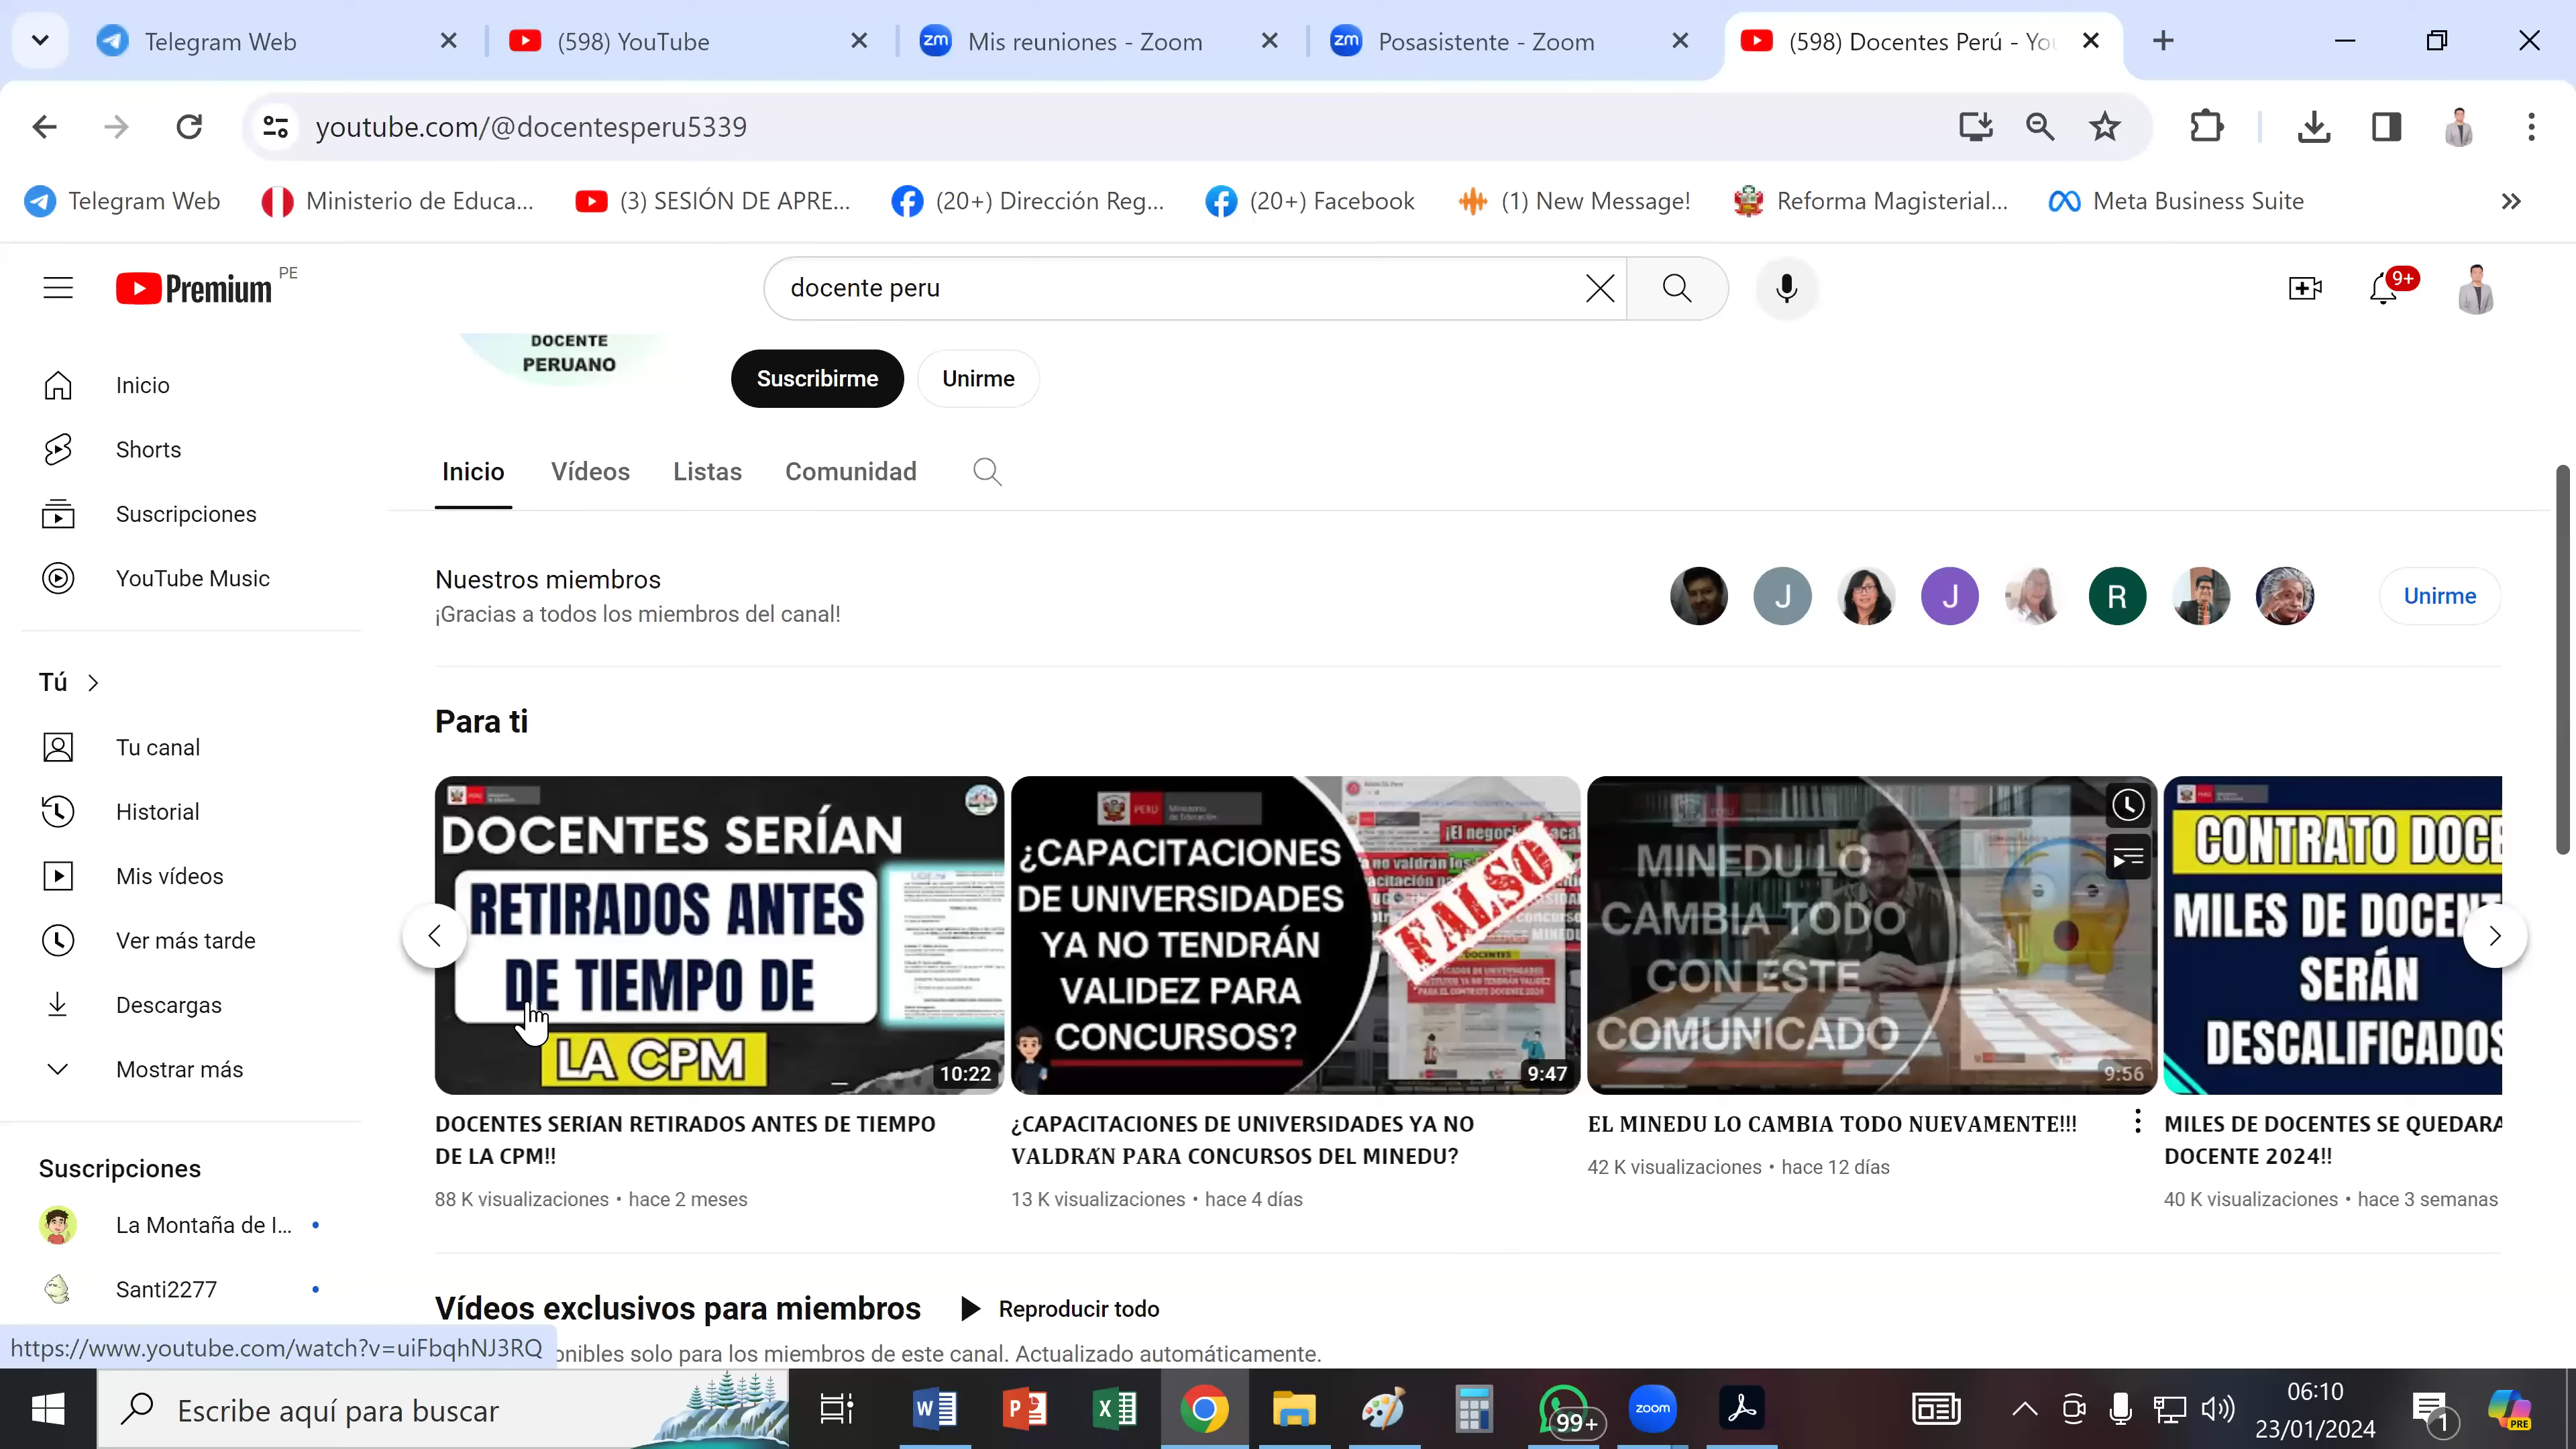 Telegram Web
(598) YouTube
Mis reuniones - Zoom
Posasistente - Zoom
(598) Docentes Perú - You
youtube.com/@docentesperu5339
Telegram Web
Ministerio de Educa...
(3) SESIÓN DE APRE...
(20+) Dirección Reg...
(20+) Facebook
(1) New Message!
Reforma Magisterial...
Meta Business Suite
Premium
PE
docente peru
9+
Inicio
Shorts
Suscripciones
YouTube Music
Tú
Tu canal
Historial
Mis vídeos
Ver más tarde
Descargas
Mostrar más
Suscripciones
La Montaña de I...
Santi2277
DOCENTE
PERUANO
Suscribirme
Unirme
Inicio
Vídeos
Listas
Comunidad
Nuestros miembros
¡Gracias a todos los miembros del canal!
J
J
R
Unirme
Para ti
DOCENTES SERÍAN
RETIRADOS ANTES
DE TIEMPO DE
LA CPM
10:22
DOCENTES SERÍAN RETIRADOS ANTES DE TIEMPO
DE LA CPM!!
88 K visualizaciones • hace 2 meses
PERÚ
Ministerio
de Educación
¿CAPACITACIONES
DE UNIVERSIDADES
YA NO TENDRÁN
VALIDEZ PARA
CONCURSOS?
FALSO
9:47
¿CAPACITACIONES DE UNIVERSIDADES YA NO
VALDRÁN PARA CONCURSOS DEL MINEDU?
13 K visualizaciones • hace 4 días
MINEDU LO
CAMBIA TODO
CON ESTE
COMUNICADO
9:56
EL MINEDU LO CAMBIA TODO NUEVAMENTE!!!
42 K visualizaciones • hace 12 días
CONTRATO DOCE
MILES DE DOCENT
SERÁN
DESCALIFICADOS
MILES DE DOCENTES SE QUEDARA
DOCENTE 2024!!
40 K visualizaciones • hace 3 semanas
Vídeos exclusivos para miembros
Reproducir todo
onibles solo para los miembros de este canal. Actualizado automáticamente.
https://www.youtube.com/watch?v=uiFbqhNJ3RQ
Escribe aquí para buscar
99+
zoom
06:10
23/01/2024
1
PRE